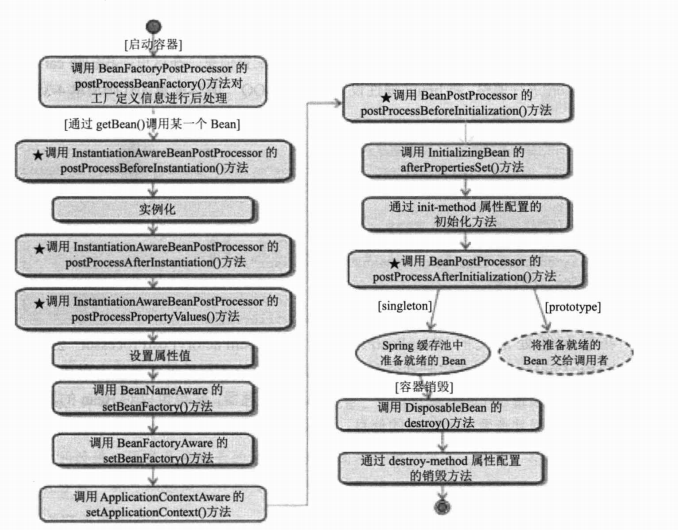 [启动容器]
调用 BeanFactoryPostProcessor 的
postProcessBeanFactory()方法对
工厂定义信息进行后处理
[通过 getBean()调用某一个 Bean]
★调用 InstantiationAwareBeanPostProcessor 的
postProcessBeforeInstantiation()方法
实例化
★调用 InstantiationAwareBeanPostProcessor 的
postProcessAfterInstantiation()方法
★调用 InstantiationAwareBeanPostProcessor 的
postProcessPropertyValues()方法
设置属性值
调用 BeanNameAware 的
setBeanFactory()方法
调用 BeanFactoryAware 的
setBeanFactory()方法
调用 ApplicationContextAware 的
setApplicationContext()方法
★调用 BeanPostProcessor 的
postProcessBeforeInitialization()方法
调用 InitializingBean 的
afterPropertiesSet()方法
通过 init-method 属性配置的
初始化方法
★调用 BeanPostProcessor 的
postProcessAfterInitialization()方法
[singleton]
[prototype]
Spring 缓存池中
准备就绪的 Bean
将准备就绪的
Bean 交给调用者
[容器销毁]
调用 DisposableBean 的
destroy()方法
通过 destroy-method 属性配置
的销毁方法